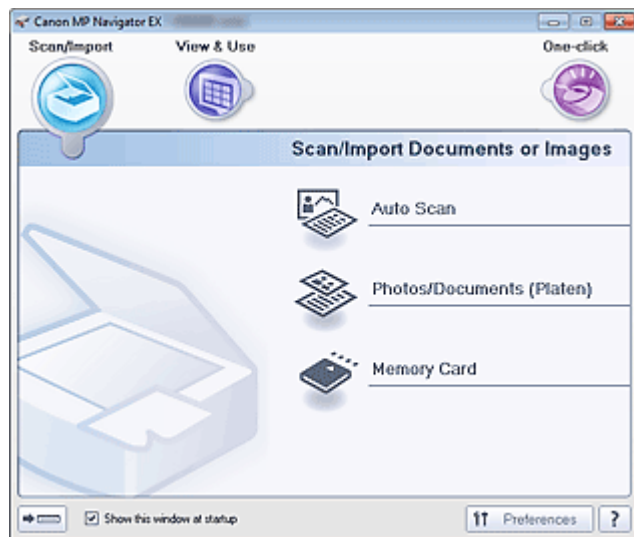 Canon MP Navigator EX
Scan/Import
View & Use
One-click
Scan/Import Documents or Images
Auto Scan
Photos/Documents (Platen)
Memory Card
Show this window at startup
Preferences
?